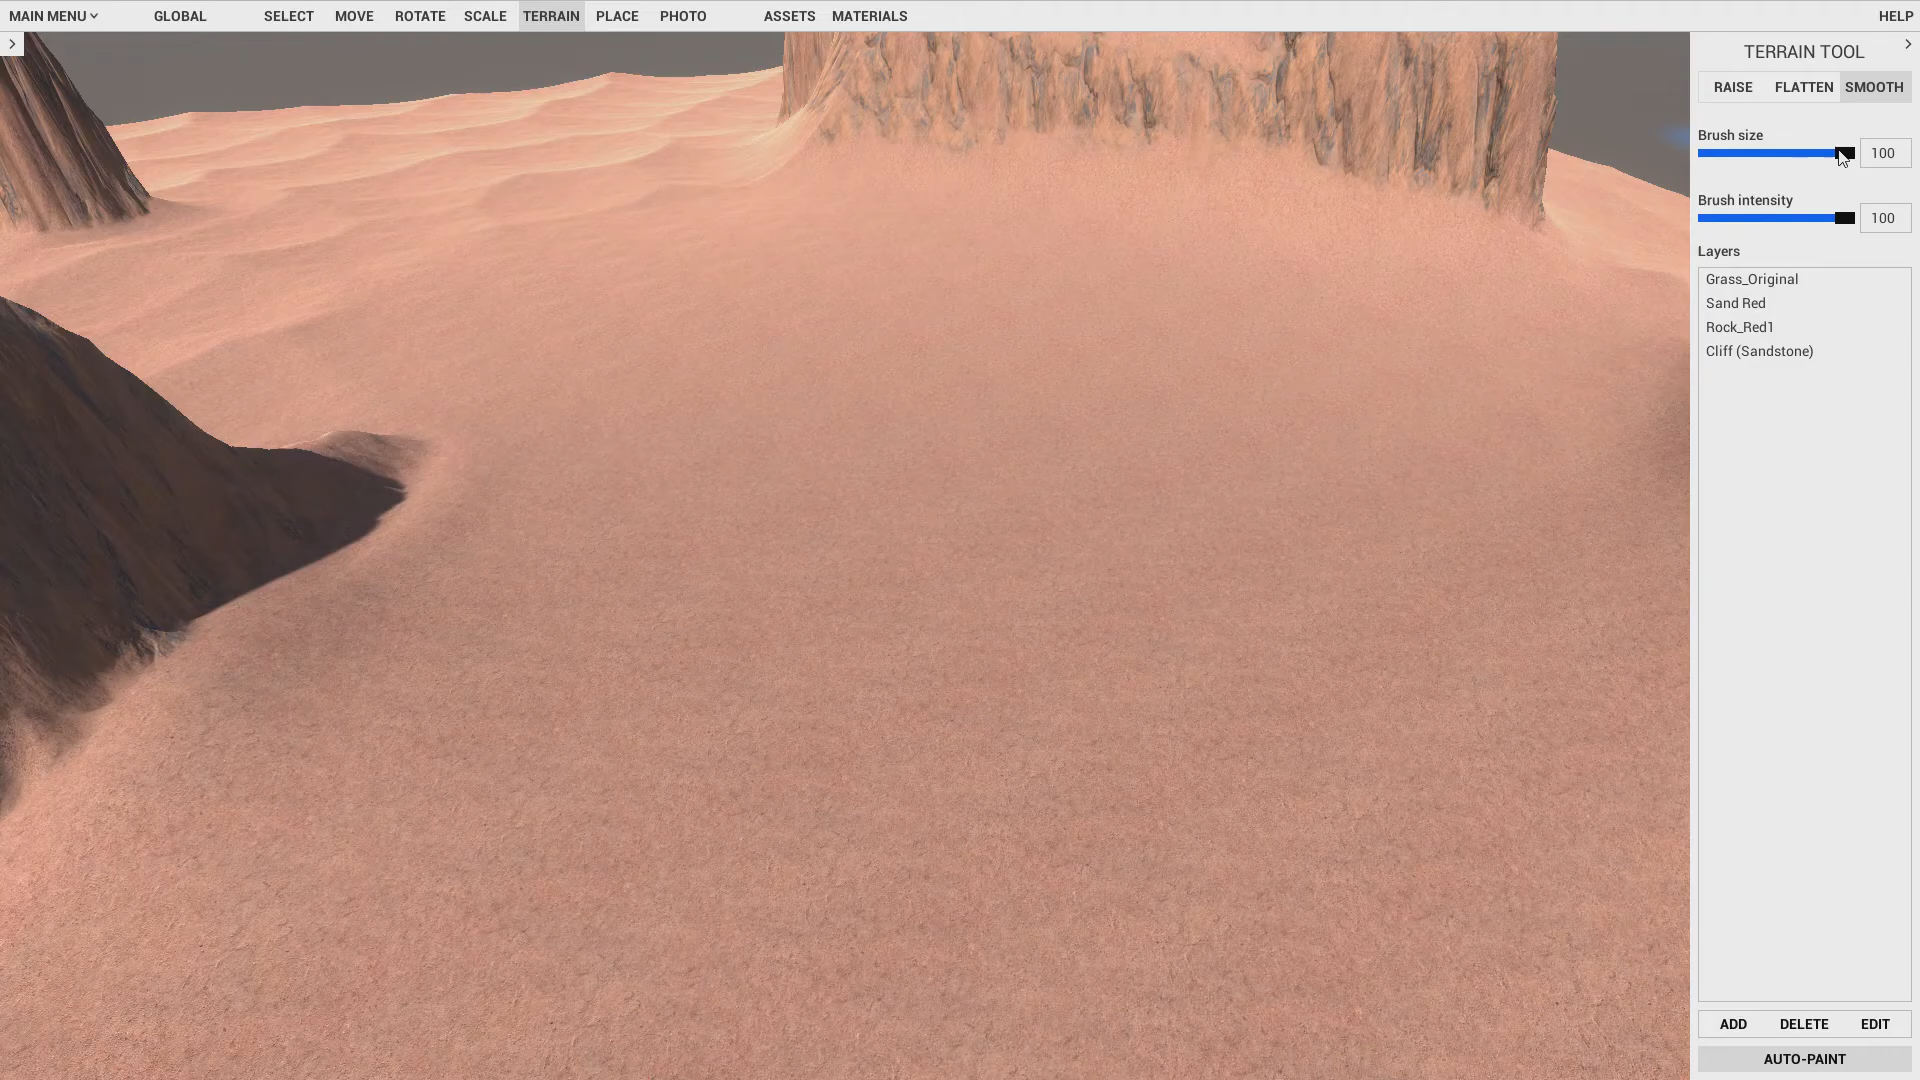 MAIN MENU GLOBAL SELECT MOVE ROTATE SCALE TERRAIN PLACE PHOTO ASSETS MATERIALS HELP
TERRAIN TOOL
RAISE FLATTEN SMOOTH
Brush size
100
Brush intensity
100
Layers
Grass_Original
Sand Red
Rock_Red1
Cliff (Sandstone)
ADD DELETE EDIT
AUTO-PAINT